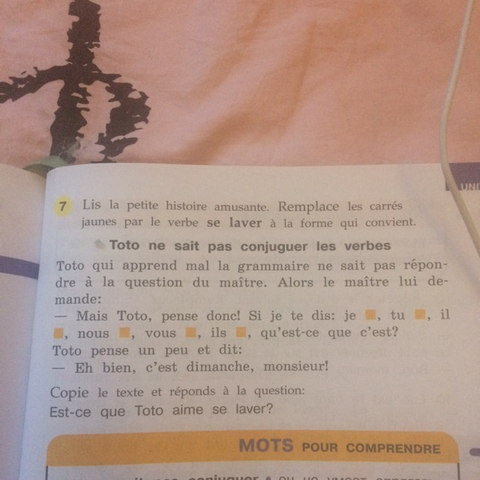 UNI
7 Lis la petite histoire amusante. Remplace les carrés
jaunes par le verbe se laver à la forme qui convient.
Toto ne sait pas conjuguer les verbes
Toto qui apprend mal la grammaire ne sait pas répon-
dre à la question du maître. Alors le maître lui de-
mande:
— Mais Toto, pense donc! Si je te dis: je ■, tu ■, il
■, nous ■, vous ■, ils ■, qu'est-ce que c'est?
Toto pense un peu et dit:
— Eh bien, c'est dimanche, monsieur!
Copie le texte et réponds à la question:
Est-ce que Toto aime se laver?
MOTS POUR COMPRENDRE